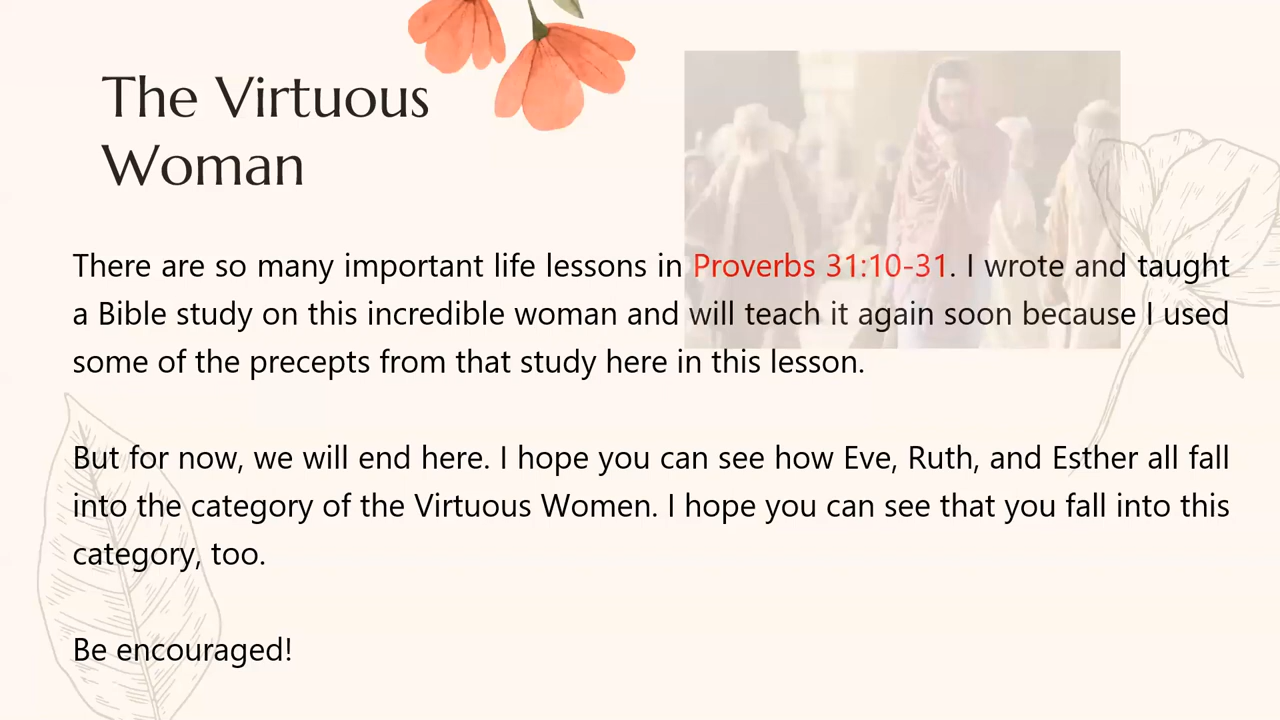 The Virtuous
Woman
There are so many important life lessons in Proverbs 31:10-31. I wrote and taught
a Bible study on this incredible woman and will teach it again soon because I used
some of the precepts from that study here in this lesson.
But for now, we will end here. I hope you can see how Eve, Ruth, and Esther all fall
into the category of the Virtuous Women. I hope you can see that you fall into this
category, too.
Be encouraged!